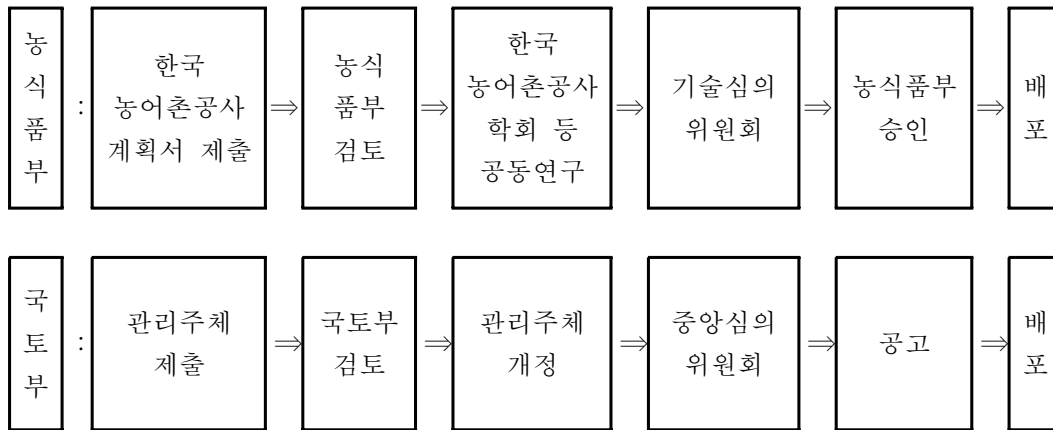 농식품부
:
한국
농어촌공사
계획서 제출
⇒
농식
품부
검토
⇒
한국
농어촌공사
학회 등
공동연구
⇒
기술심의
위원회
⇒
농식품부
승인
⇒
배포
국토부
:
관리주체
제출
⇒
국토부
검토
⇒
관리주체
개정
⇒
중앙심의
위원회
⇒
공고
⇒
배포